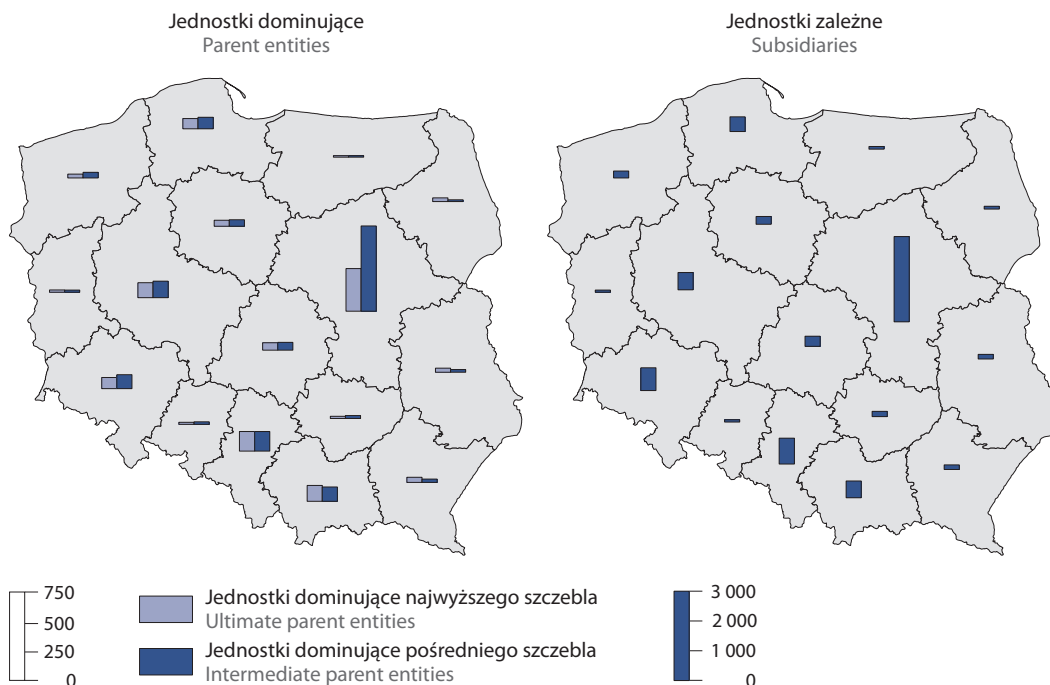 Jednostki dominujące
Parent entities
Jednostki zależne
Subsidiaries
750
500
250
0
Jednostki dominujące najwyższego szczebla
Ultimate parent entities
Jednostki dominujące pośredniego szczebla
Intermediate parent entities
3 000
2 000
1 000
0